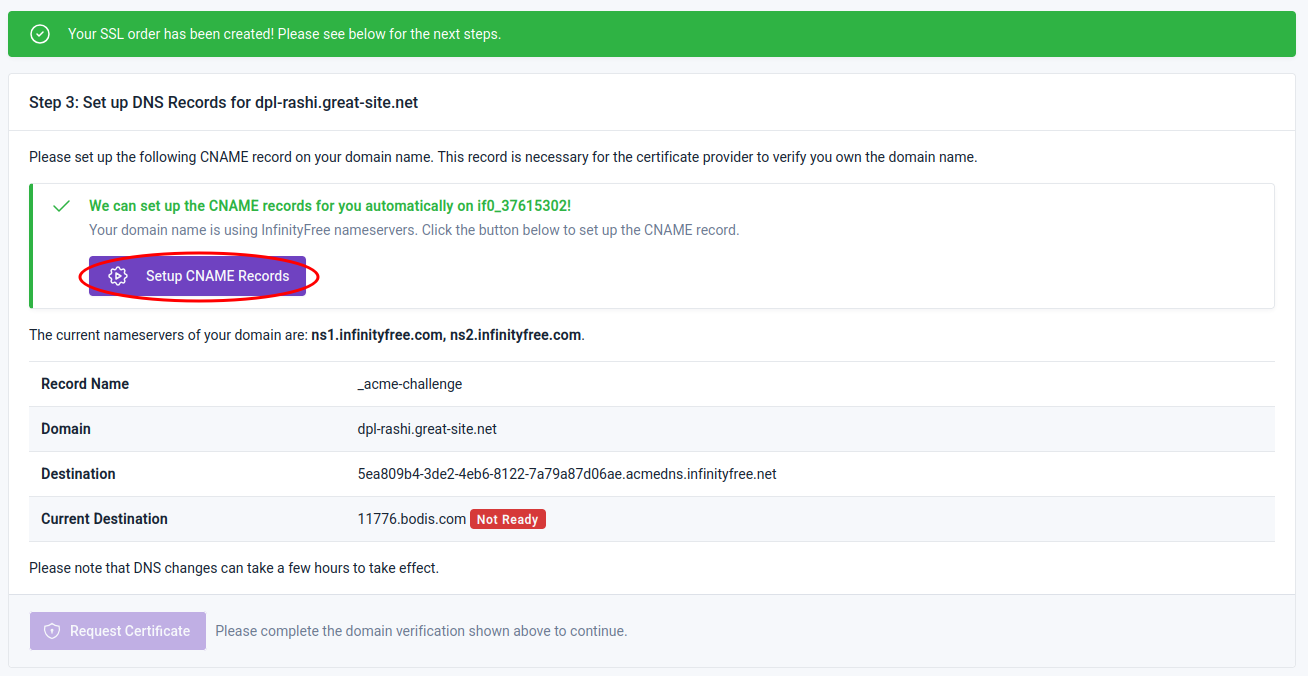 Your SSL order has been created! Please see below for the next steps.
Step 3: Set up DNS Records for dpl-rashi.great-site.net
Please set up the following CNAME record on your domain name. This record is necessary for the certificate provider to verify you own the domain name.
We can set up the CNAME records for you automatically on if0_37615302!
Your domain name is using InfinityFree nameservers. Click the button below to set up the CNAME record.
Setup CNAME Records
The current nameservers of your domain are: ns1.infinityfree.com, ns2.infinityfree.com.
Record Name _acme-challenge
Domain dpl-rashi.great-site.net
Destination 5ea809b4-3de2-4eb6-8122-7a79a87d06ae.acmedns.infinityfree.net
Current Destination 11776.bodis.com Not Ready
Please note that DNS changes can take a few hours to take effect.
Request Certificate Please complete the domain verification shown above to continue.